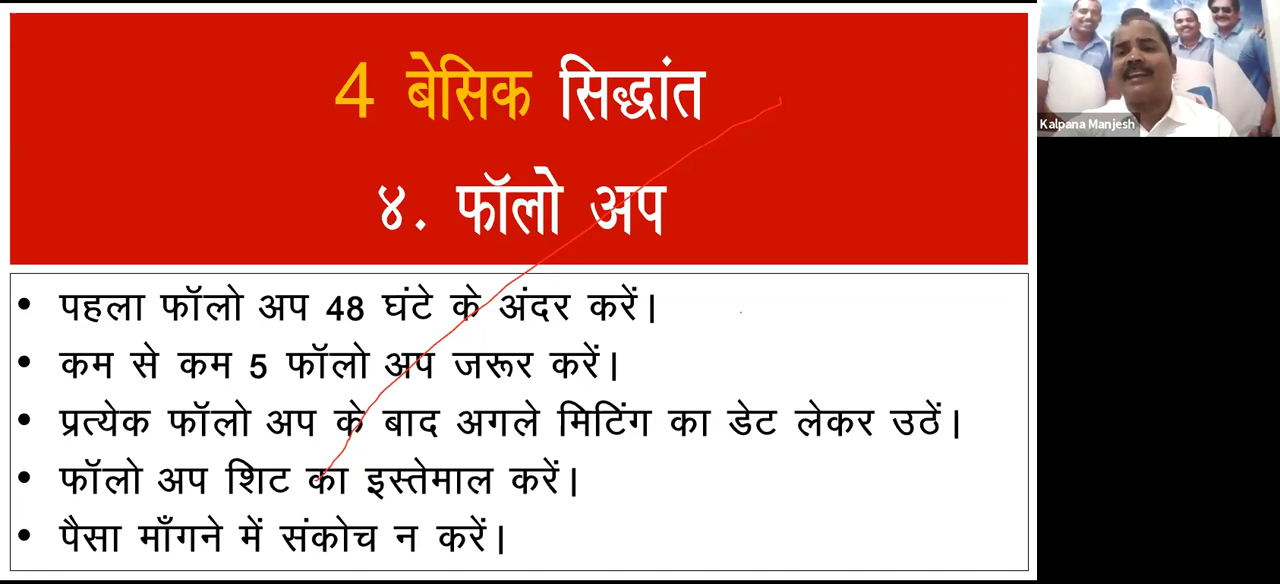 4 बेसिक सिद्धांत
४. फॉलो अप
• पहला फॉलो अप 48 घंटे के अंदर करें।
• कम से कम 5 फॉलो अप जरूर करें।
• प्रत्येक फॉलो अप के बाद अगले मिटिंग का डेट लेकर उठें।
• फॉलो अप शिट का इस्तेमाल करें।
• पैसा माँगने में संकोच न करें।
Kalpana Manjesh